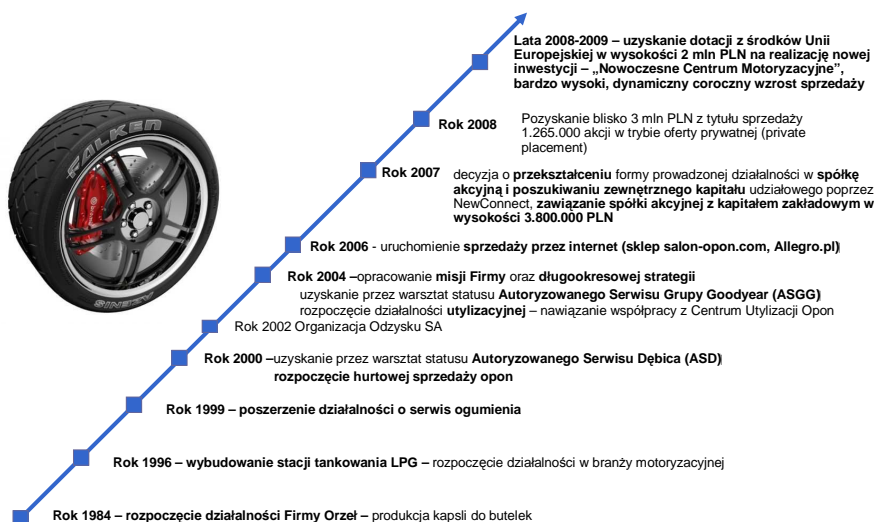 Lata 2008-2009 – uzyskanie dotacji z środków Unii
Europejskiej w wysokości 2 mln PLN na realizację nowej
inwestycji – „Nowoczesne Centrum Motoryzacyjne”,
bardzo wysoki, dynamiczny coroczny wzrost sprzedaży
Rok 2008 Pozyskanie blisko 3 mln PLN z tytułu sprzedaży
1.265.000 akcji w trybie oferty prywatnej (private
placement)
Rok 2007 decyzja o przekształceniu formy prowadzonej działalności w spółkę
akcyjną i poszukiwaniu zewnętrznego kapitału udziałowego poprzez
NewConnect, zawiązanie spółki akcyjnej z kapitałem zakładowym w
wysokości 3.800.000 PLN
Rok 2006 - uruchomienie sprzedaży przez internet (sklep salon-opon.com, Allegro.pl)
Rok 2004 –opracowanie misji Firmy oraz długookresowej strategii
uzyskanie przez warsztat statusu Autoryzowanego Serwisu Grupy Goodyear (ASGG)
rozpoczęcie działalności utylizacyjnej – nawiązanie współpracy z Centrum Utylizacji Opon
Rok 2002 Organizacja Odzysku SA
Rok 2000 –uzyskanie przez warsztat statusu Autoryzowanego Serwisu Dębica (ASD)
rozpoczęcie hurtowej sprzedaży opon
Rok 1999 – poszerzenie działalności o serwis ogumienia
Rok 1996 – wybudowanie stacji tankowania LPG – rozpoczęcie działalności w branży motoryzacyjnej
Rok 1984 – rozpoczęcie działalności Firmy Orzeł – produkcja kapsli do butelek
FALKEN
AZENIS